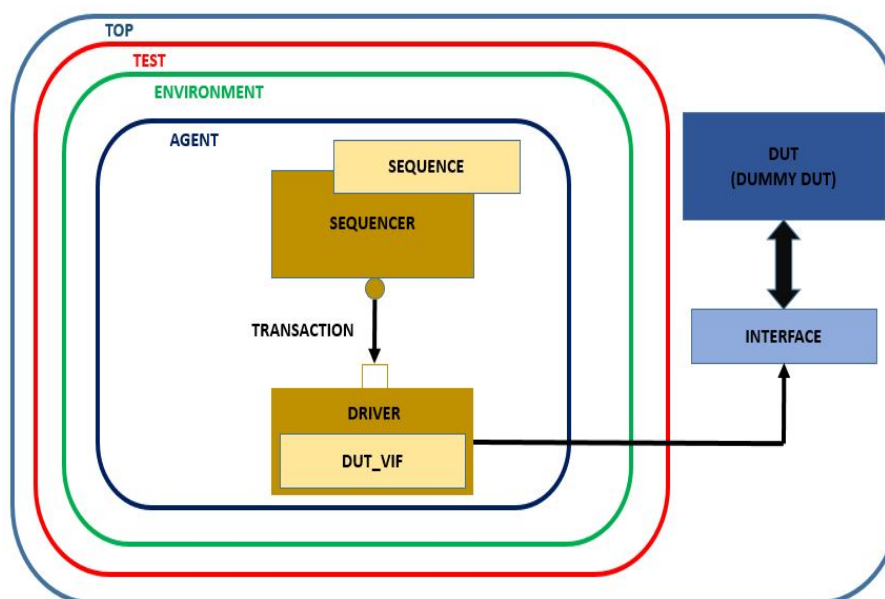 TOP
TEST
ENVIRONMENT
AGENT
SEQUENCE
SEQUENCER
TRANSACTION
DRIVER
DUT_VIF
DUT
(DUMMY DUT)
INTERFACE